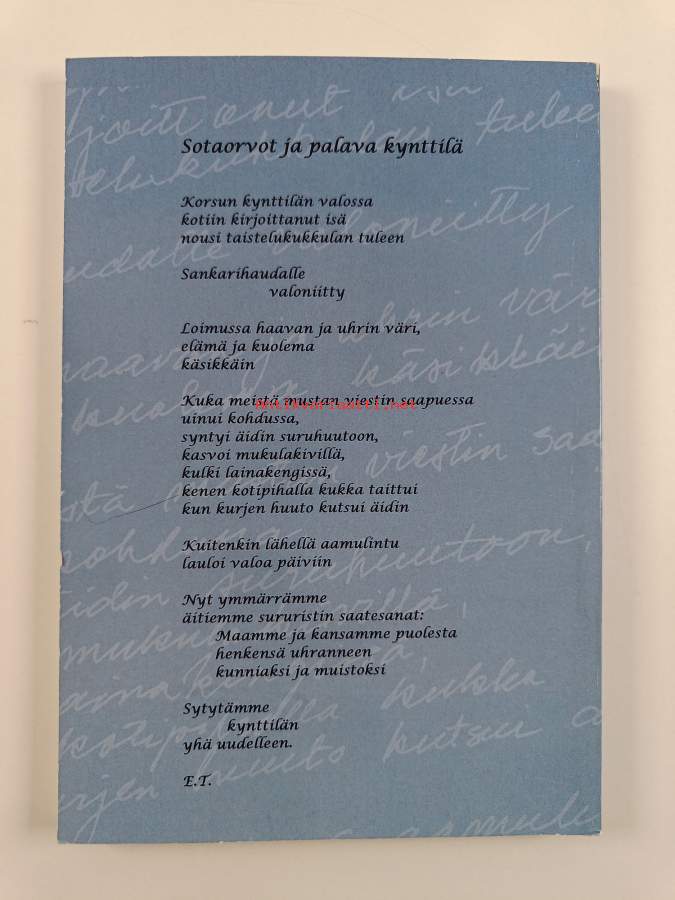 Sotaorvot ja palava kynttilä
Korsun kynttilän valossa
kotiin kirjoittanut isä
nousi taistelukukkulan tuleen
Sankarihaudalle
valoniitty
Loimussa haavan ja uhrin väri,
elämä ja kuolema
käsikkäin
Kuka meistä mustan viestin saapuessa
antikvariaatti.net
uinui kohdussa,
syntyi äidin suruhuutoon,
kasvoi mukulakivillä,
kulki lainakengissä,
kenen kotipihalla kukka taittui
kun kurjen huuto kutsui äidin
Kuitenkin lähellä aamulintu
lauloi valoa päiviin
Nyt ymmärrämme
äitiemme sururistin saatesanat:
Maamme ja kansamme puolesta
henkensä uhranneen
kunniaksi ja muistoksi
Sytytämme
kynttilän
yhä uudelleen.
E.T.